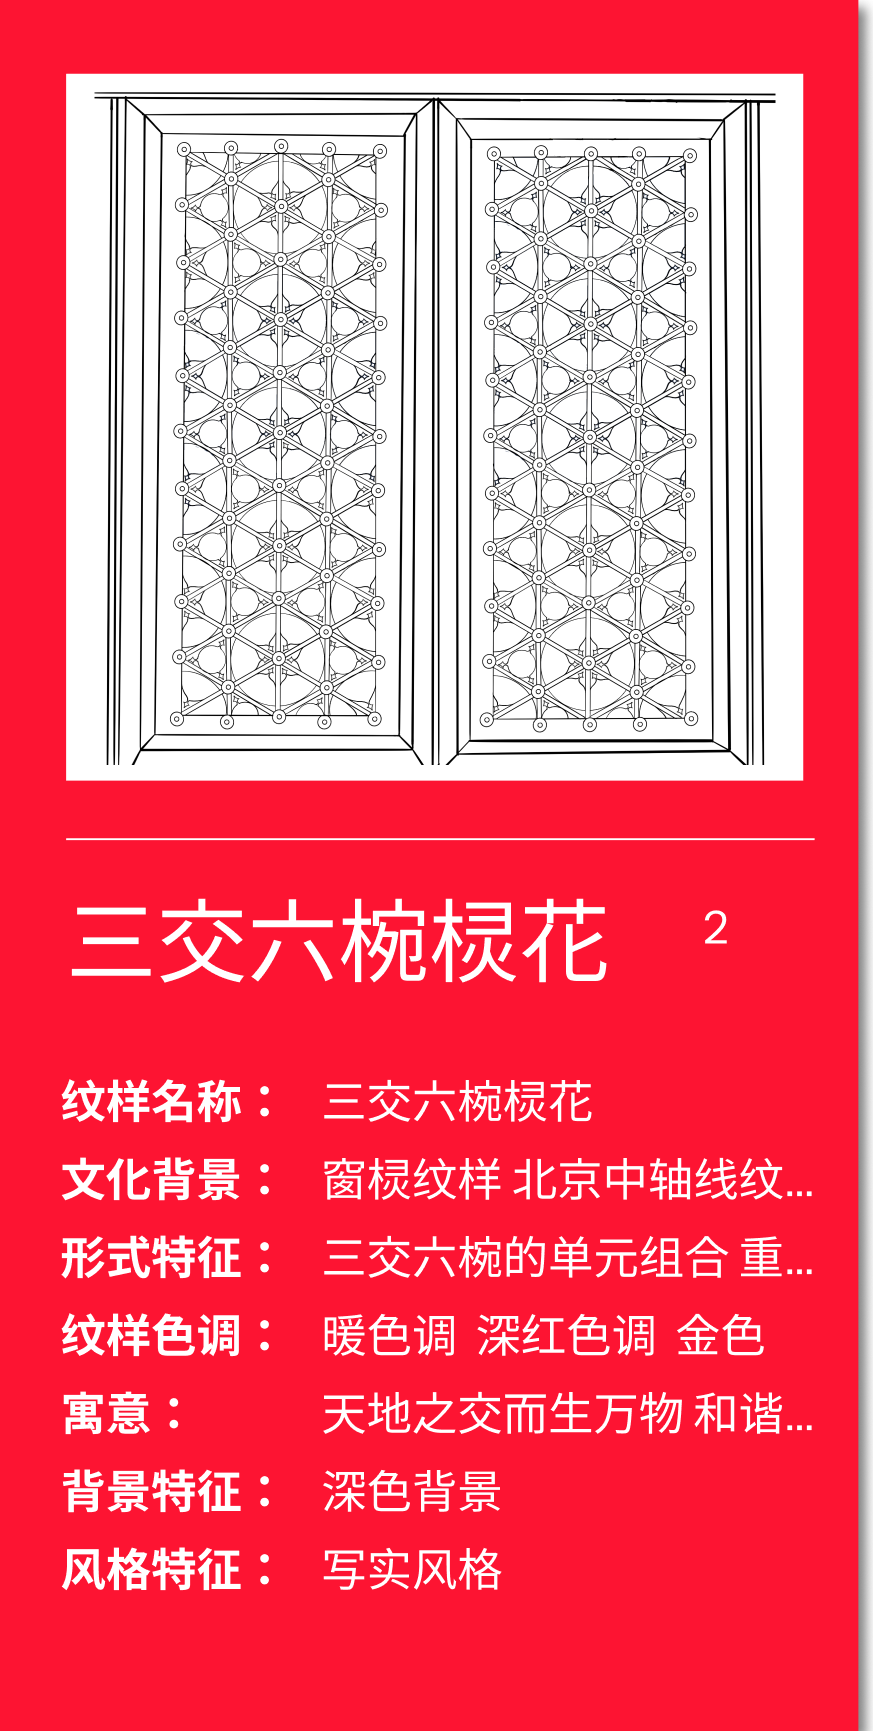 三交六椀棂花 2
纹样名称： 三交六椀棂花
文化背景： 窗棂纹样 北京中轴线纹...
形式特征： 三交六椀的单元组合 重...
纹样色调： 暖色调 深红色调 金色
寓意： 天地之交而生万物 和谐...
背景特征： 深色背景
风格特征： 写实风格